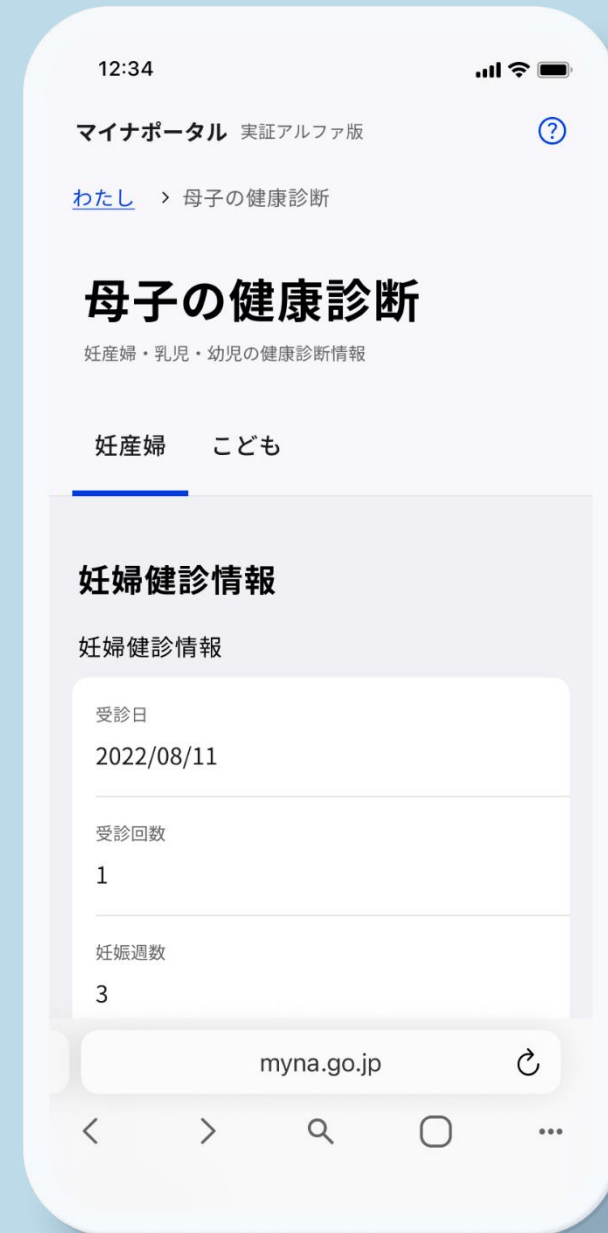 12:34
マイナポータル 実証アルファ版
わたし > 母子の健康診断
母子の健康診断
妊産婦・乳児・幼児の健康診断情報
妊産婦 こども
妊婦健診情報
妊婦健診情報
受診日
2022/08/11
受診回数
1
妊娠週数
3
myna.go.jp